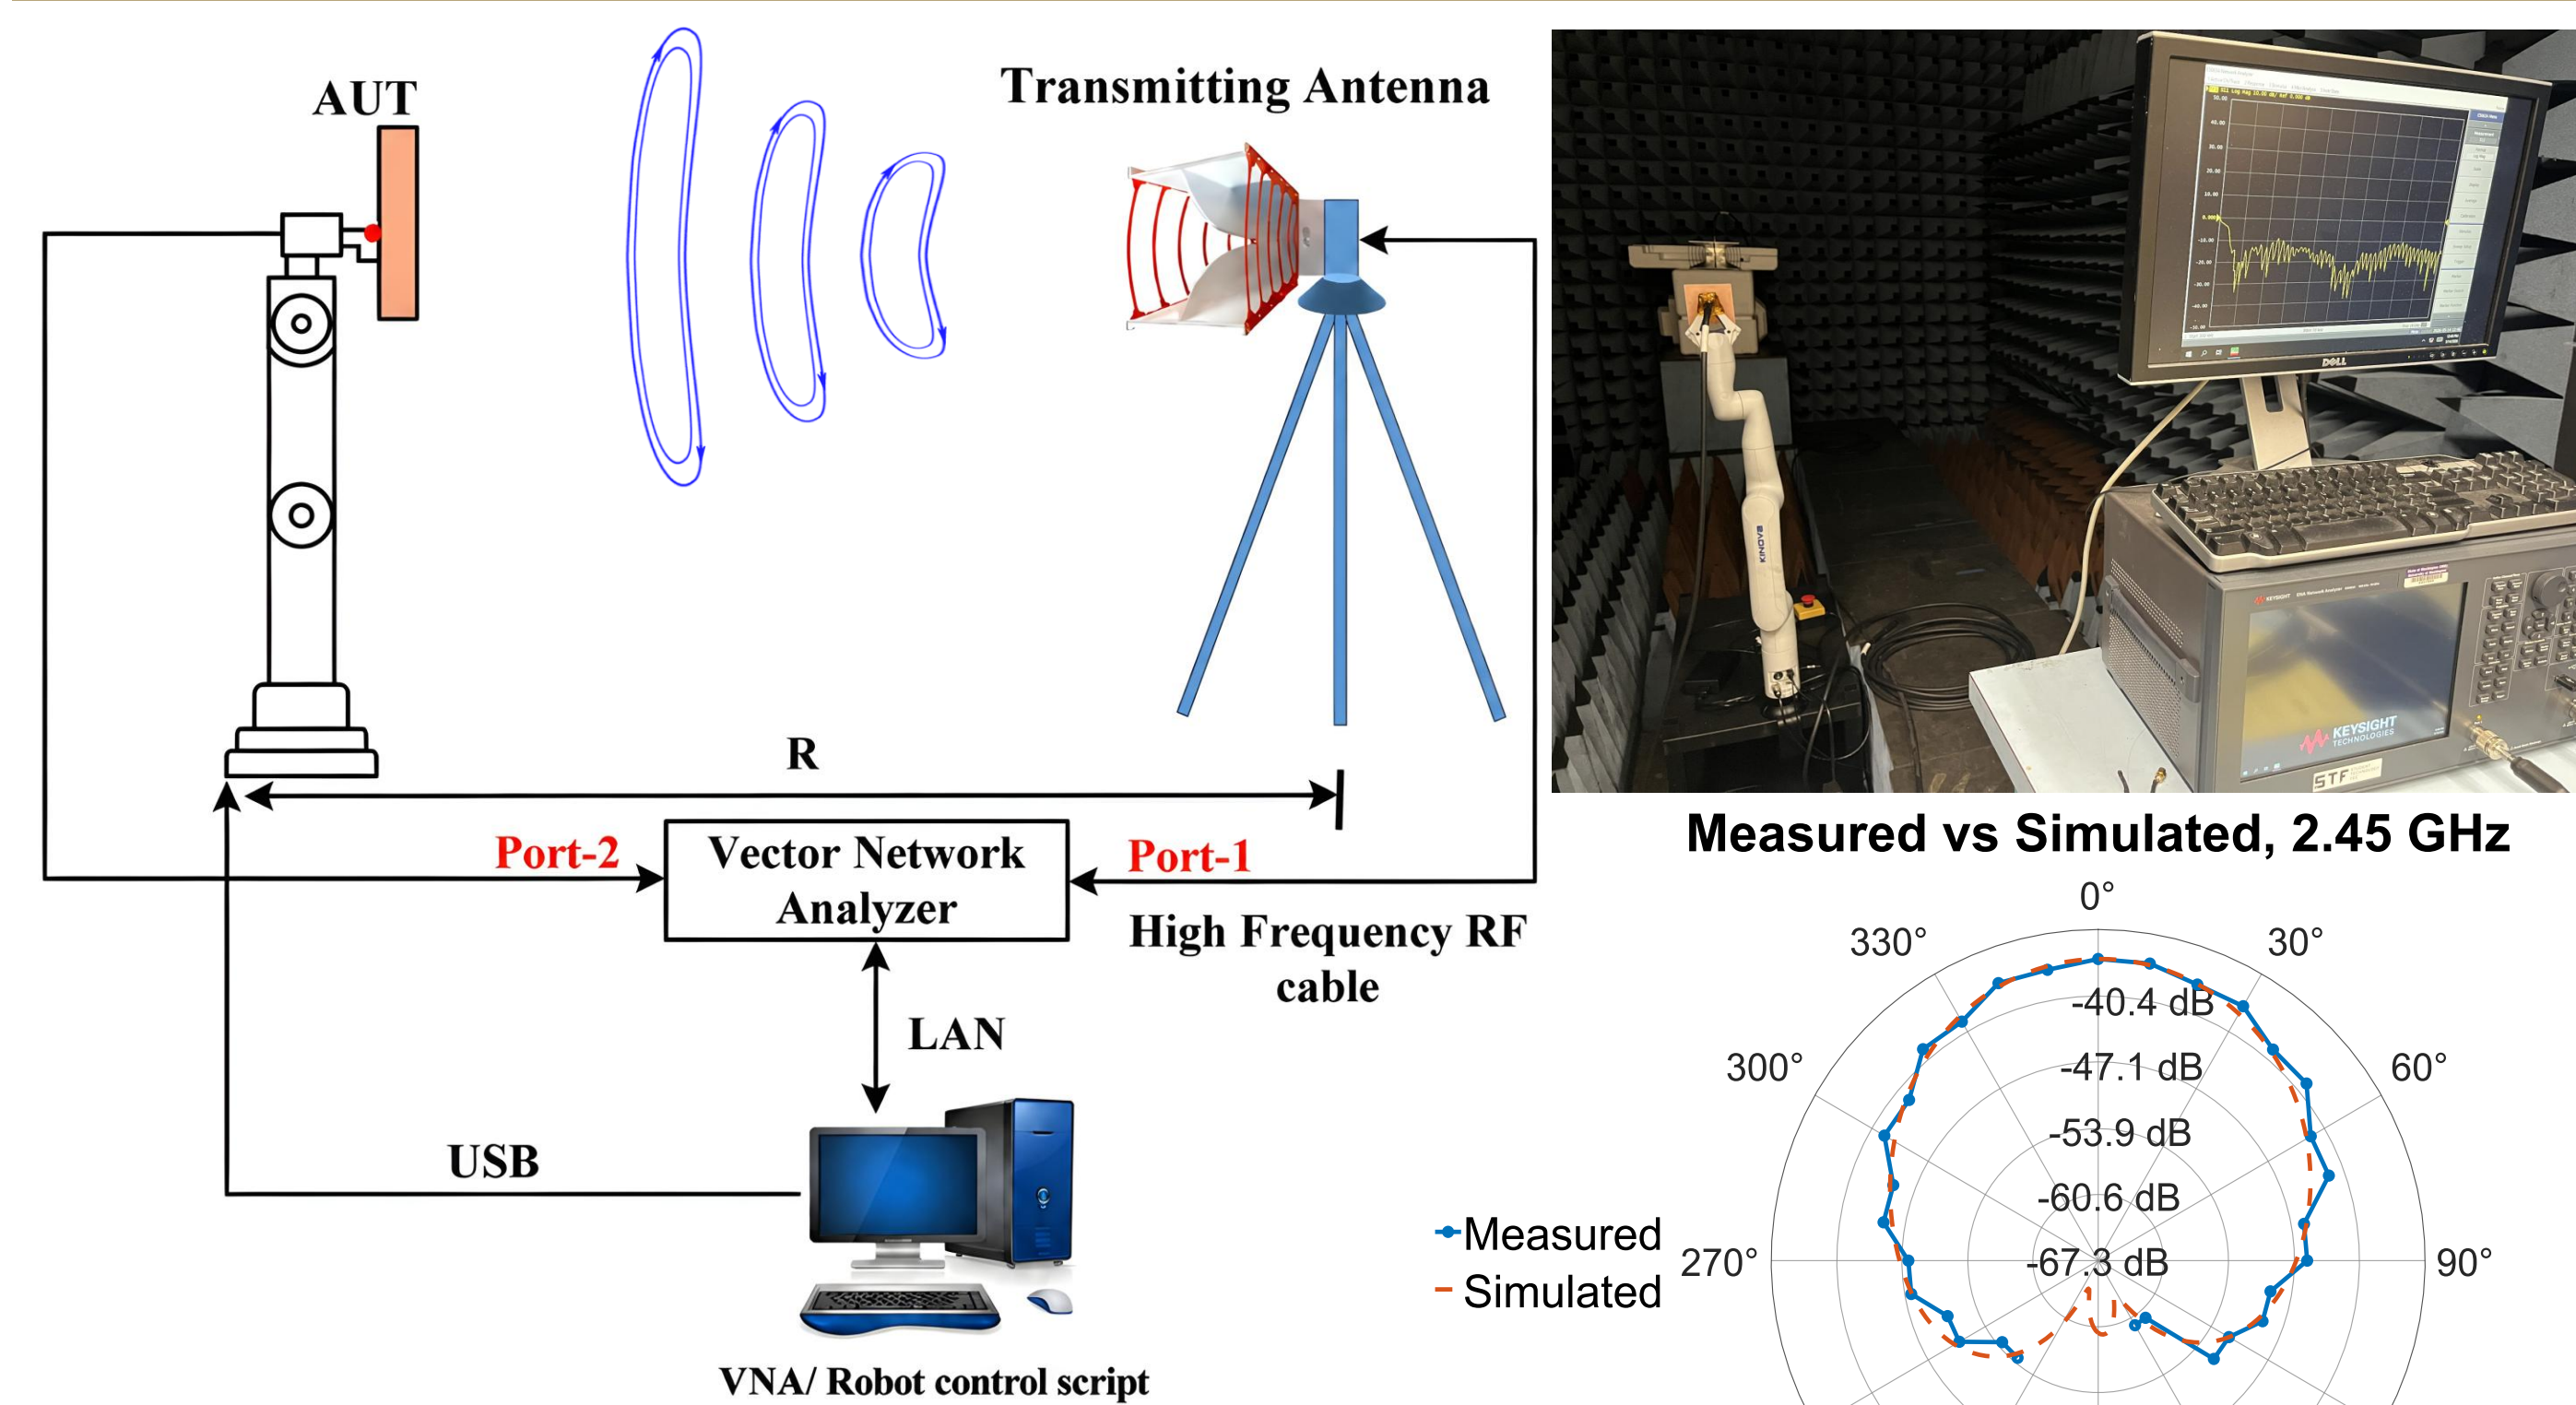 AUT
Transmitting Antenna
R
Port-2
Vector Network
Analyzer
Port-1
High Frequency RF
cable
LAN
USB
VNA/ Robot control script
KINOVA
DELL
KEYSIGHT
KEYSIGHT
TECHNOLOGIES
STF
Measured vs Simulated, 2.45 GHz
0°
330°
30°
-40.4 dB
300°
-47.1 dB
60°
-53.9 dB
-60.6 dB
Measured
270°
-67.3 dB
90°
Simulated